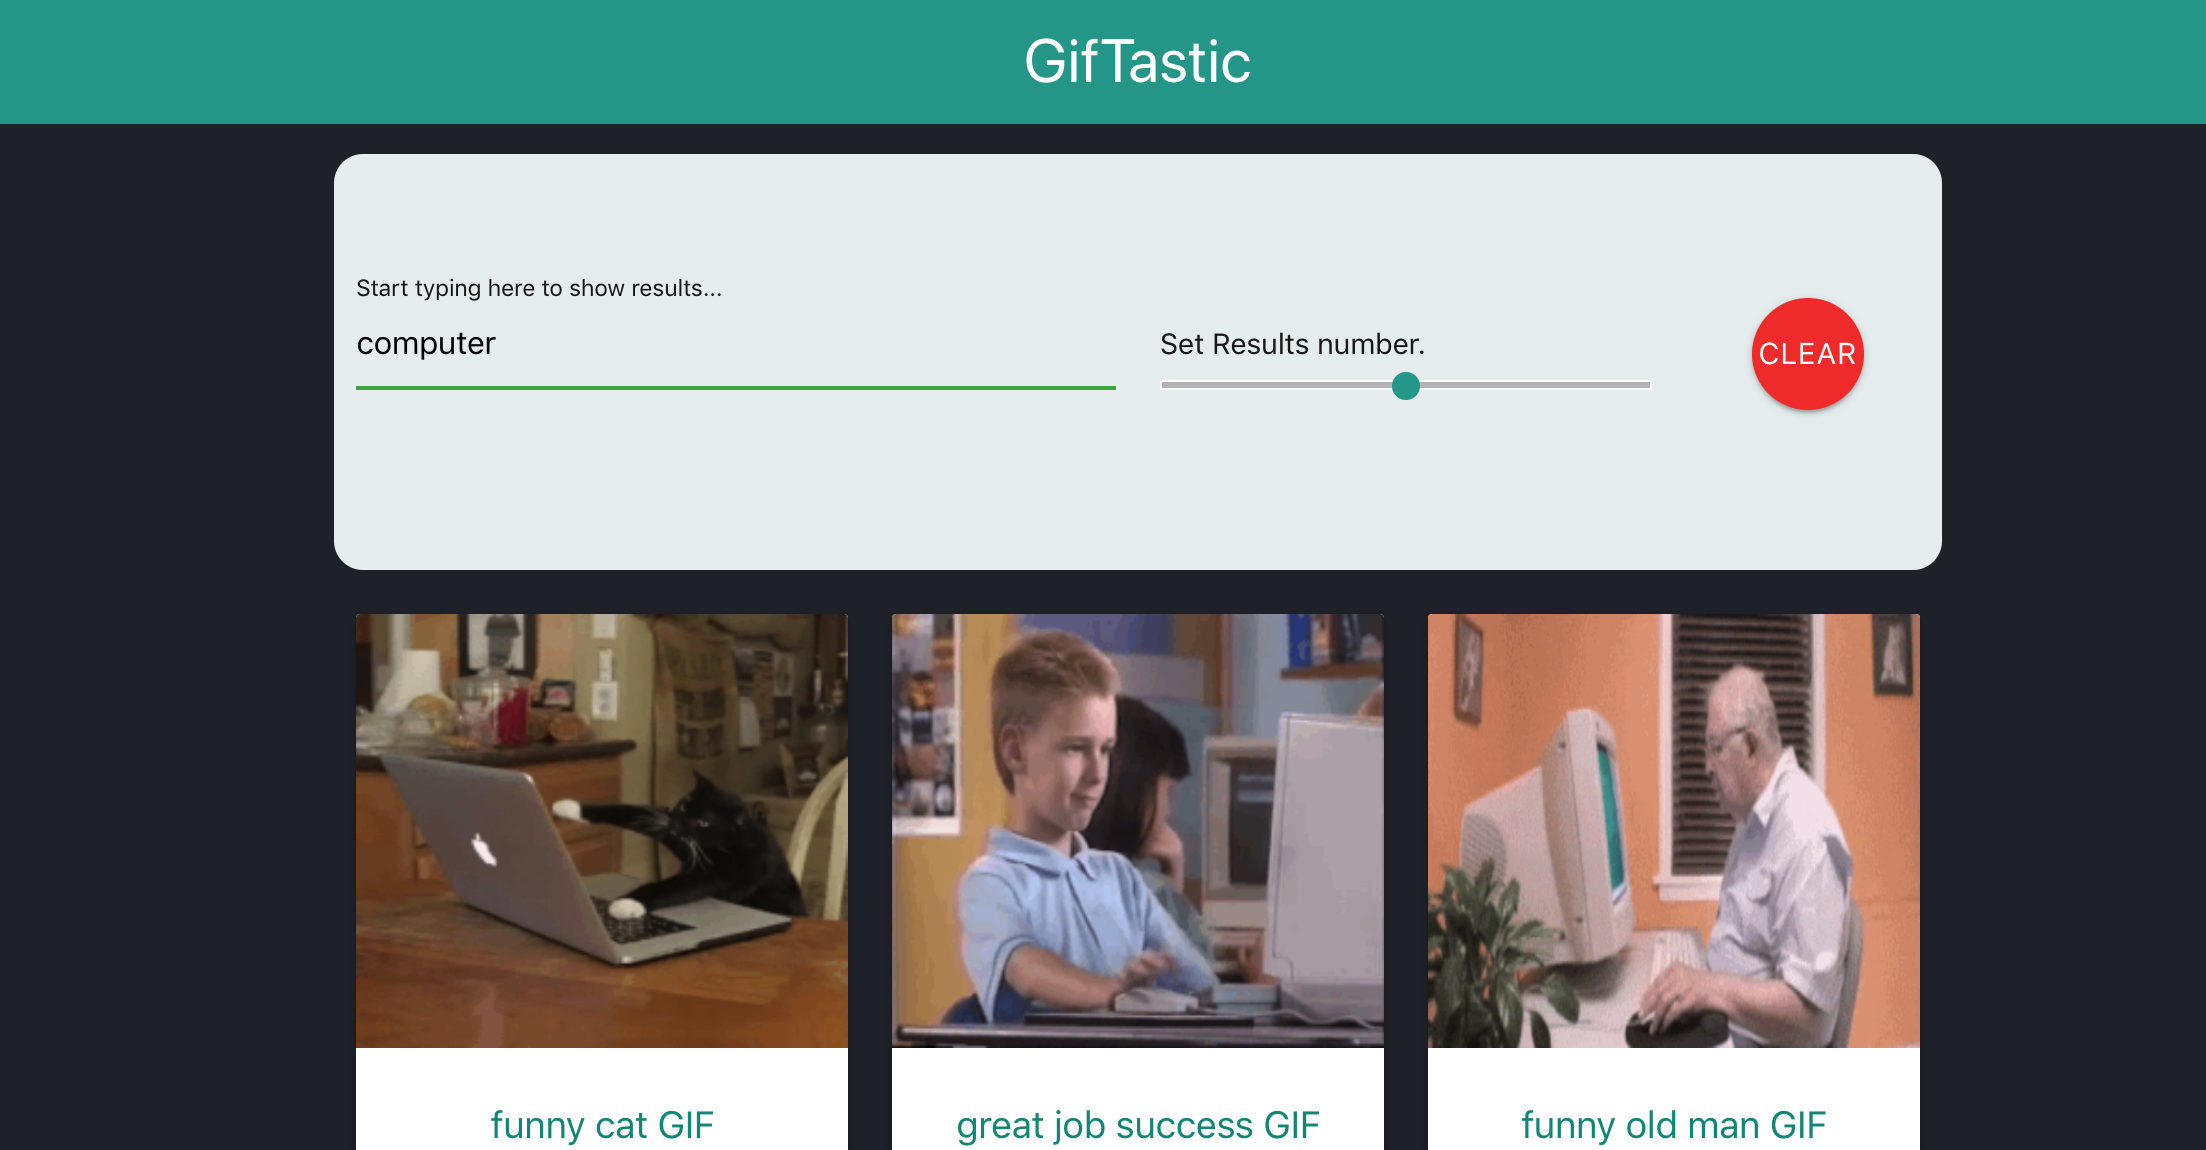 GifTastic
Start typing here to show results...
computer
Set Results number.
CLEAR
funny cat GIF
great job success GIF
funny old man GIF